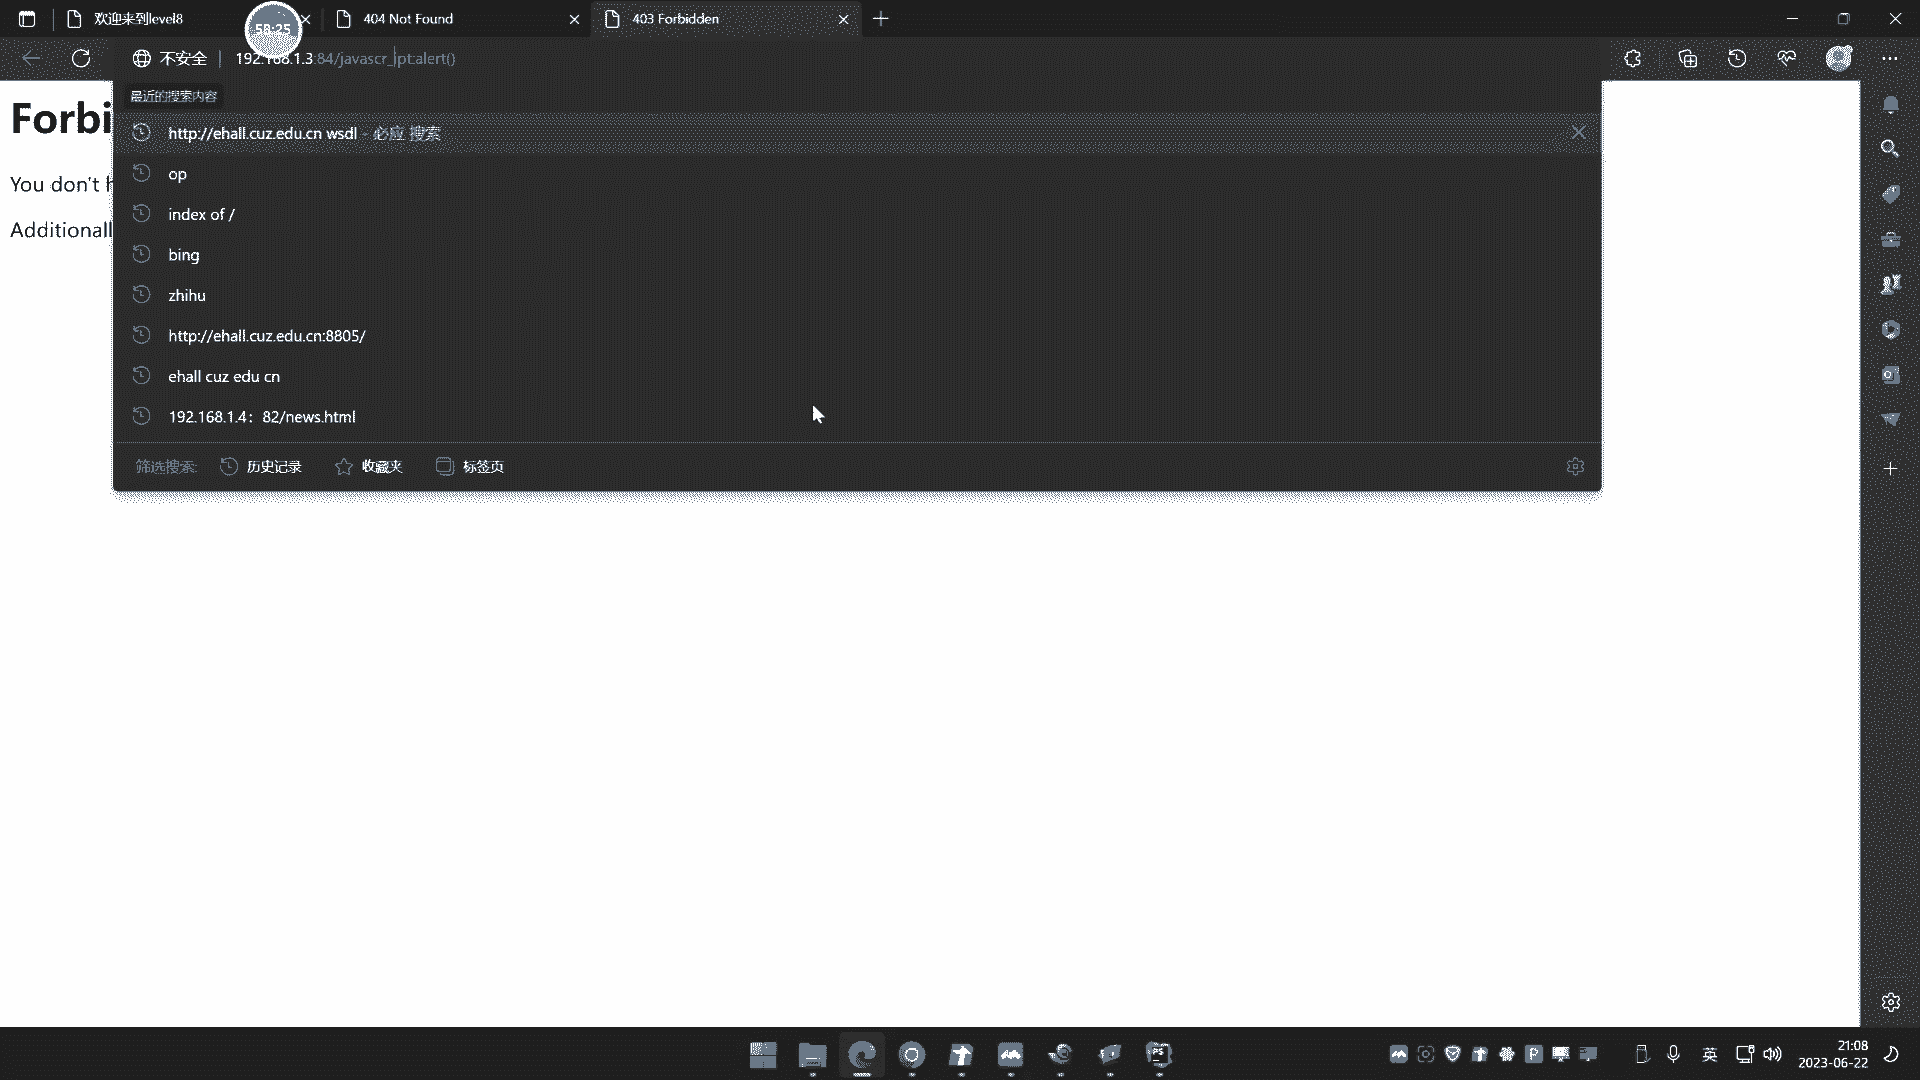 欢迎来到level8
58:25
404 Not Found
403 Forbidden
不安全
192.168.1.3:84/javascr_ipt:alert()
最近的搜索内容
Forbi
http://ehall.cuz.edu.cn wsdl - 必应 搜索
op
You don't h
index of /
Additionall
bing
zhihu
http://ehall.cuz.edu.cn:8805/
ehall cuz edu cn
192.168.1.4：82/news.html
筛选搜索: 历史记录 收藏夹 标签页
英
21:08
2023-06-22